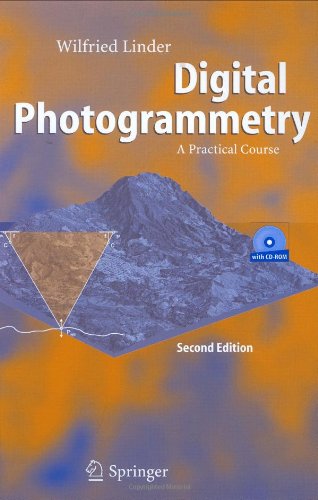 Wilfried Linder
Digital
Photogrammetry
A Practical Course
with CD-ROM
Second Edition
Springer